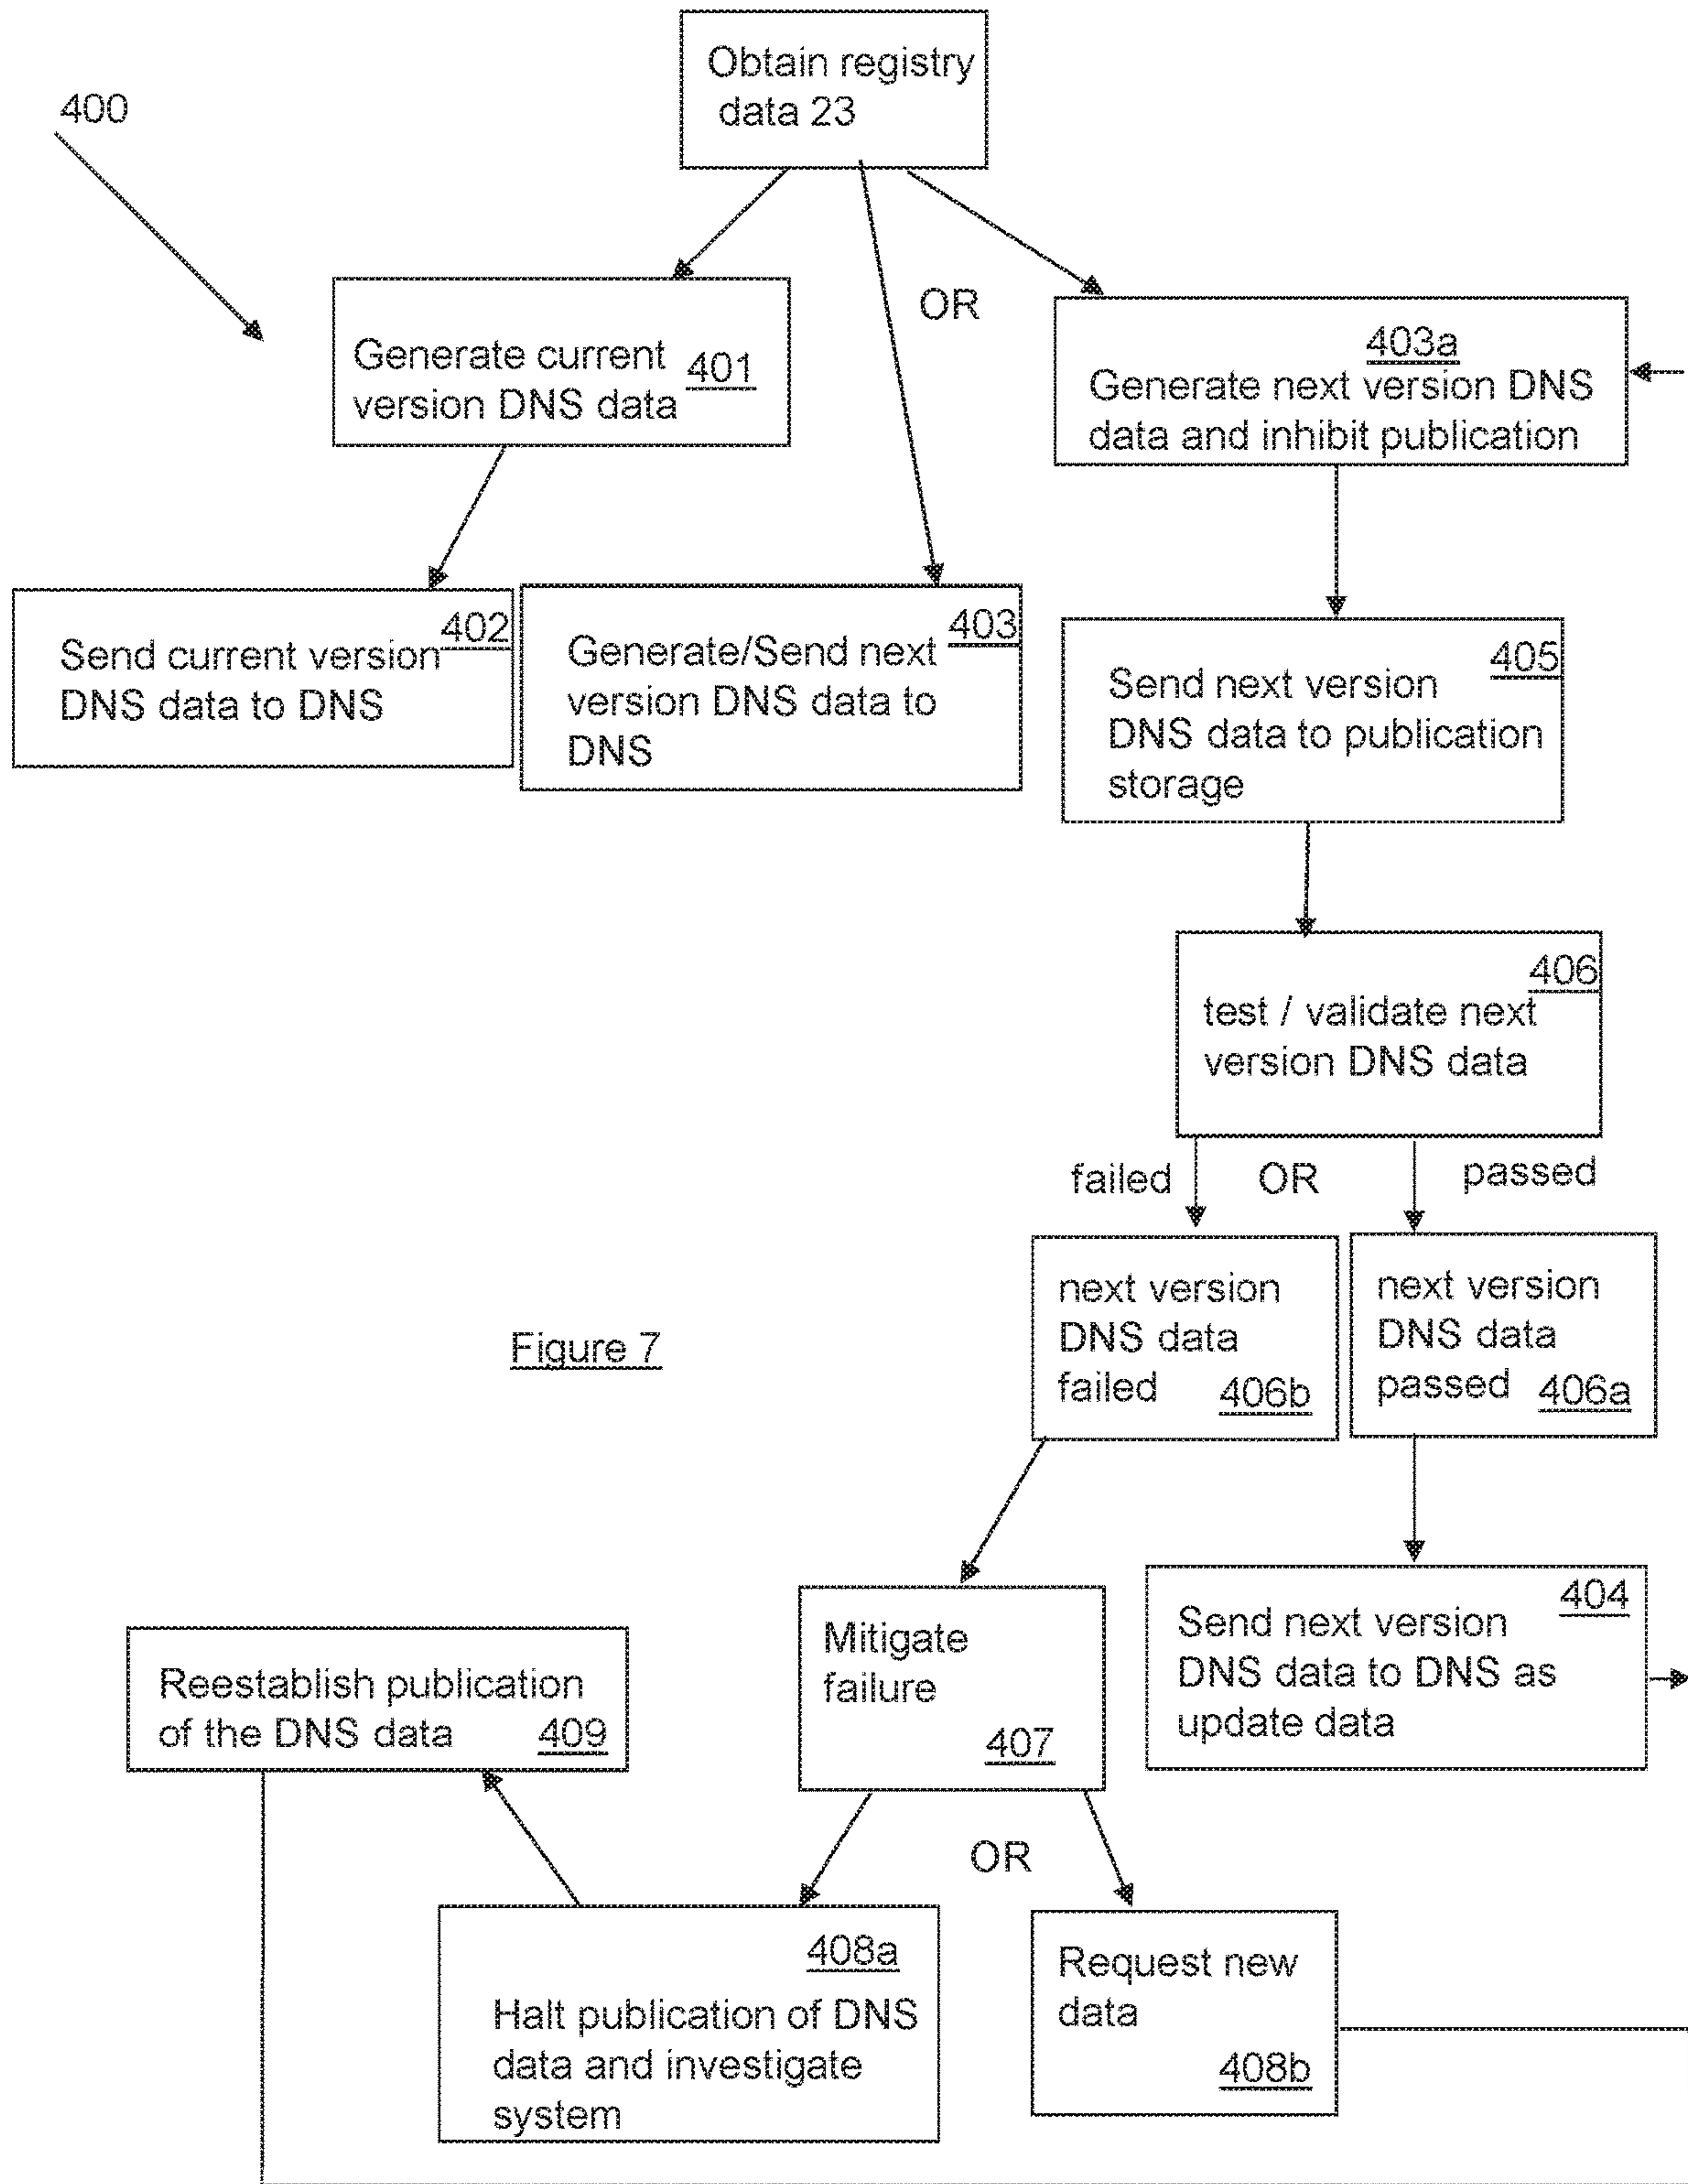 Obtain registry
data 23
400
OR
Generate current
version DNS data
401
403a
Generate next version DNS
data and inhibit publication
402
Send current version
DNS data to DNS
403
Generate/Send next
version DNS data to
DNS
405
Send next version
DNS data to publication
storage
406
test / validate next
version DNS data
failed
OR
passed
next version
DNS data
failed
406b
next version
DNS data
passed
406a
Figure 7
404
Send next version
DNS data to DNS as
update data
Mitigate
failure
407
Reestablish publication
of the DNS data
409
OR
408a
Halt publication of DNS
data and investigate
system
Request new
data
408b